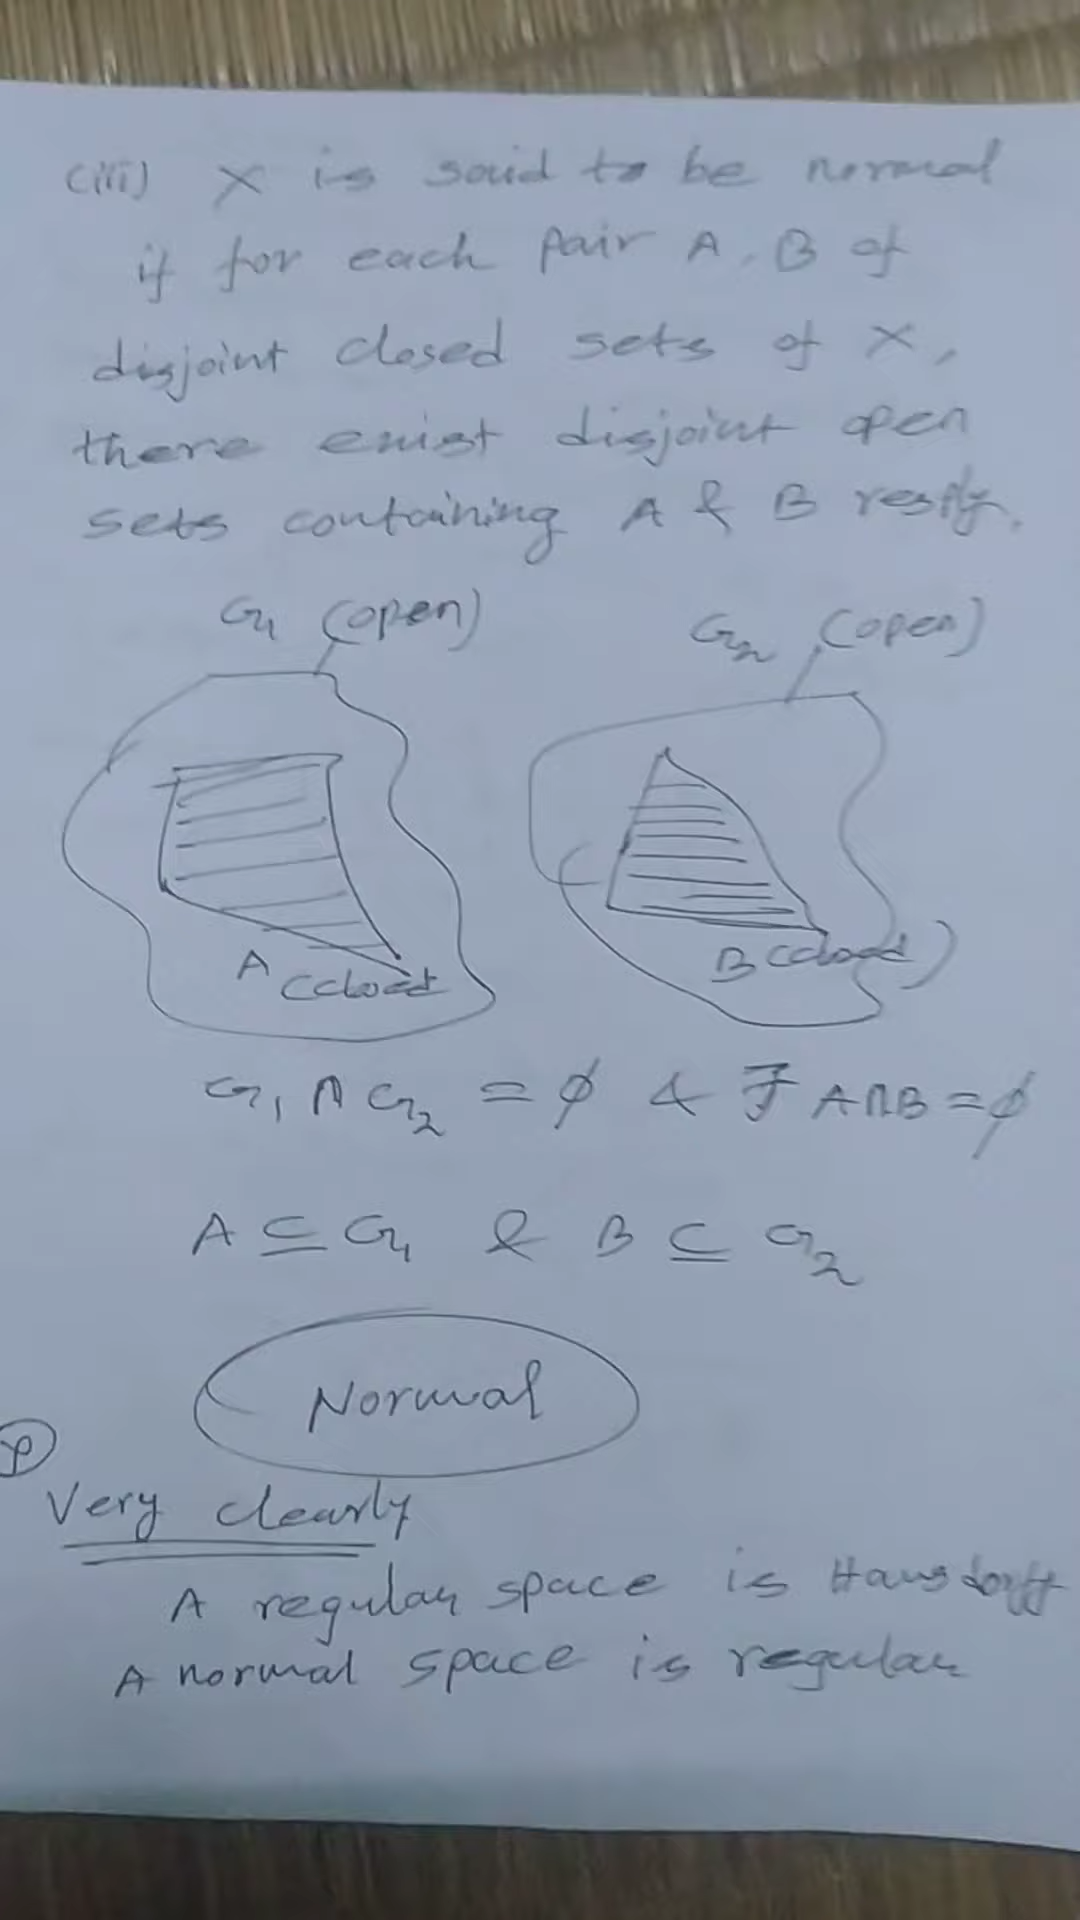 (iii) X is said to be normal
if for each pair A, B of
disjoint closed sets of X,
there exist disjoint open
sets containing A & B resply.
G₁ (open) G₂ (open)
A (closed B (closed)
G₁ ∩ G₂ = ϕ & A∩B = ϕ
A ⊆ G₁ & B ⊆ G₂
Normal
P
Very clearly
A regular space is Hausdorff
A normal space is regular